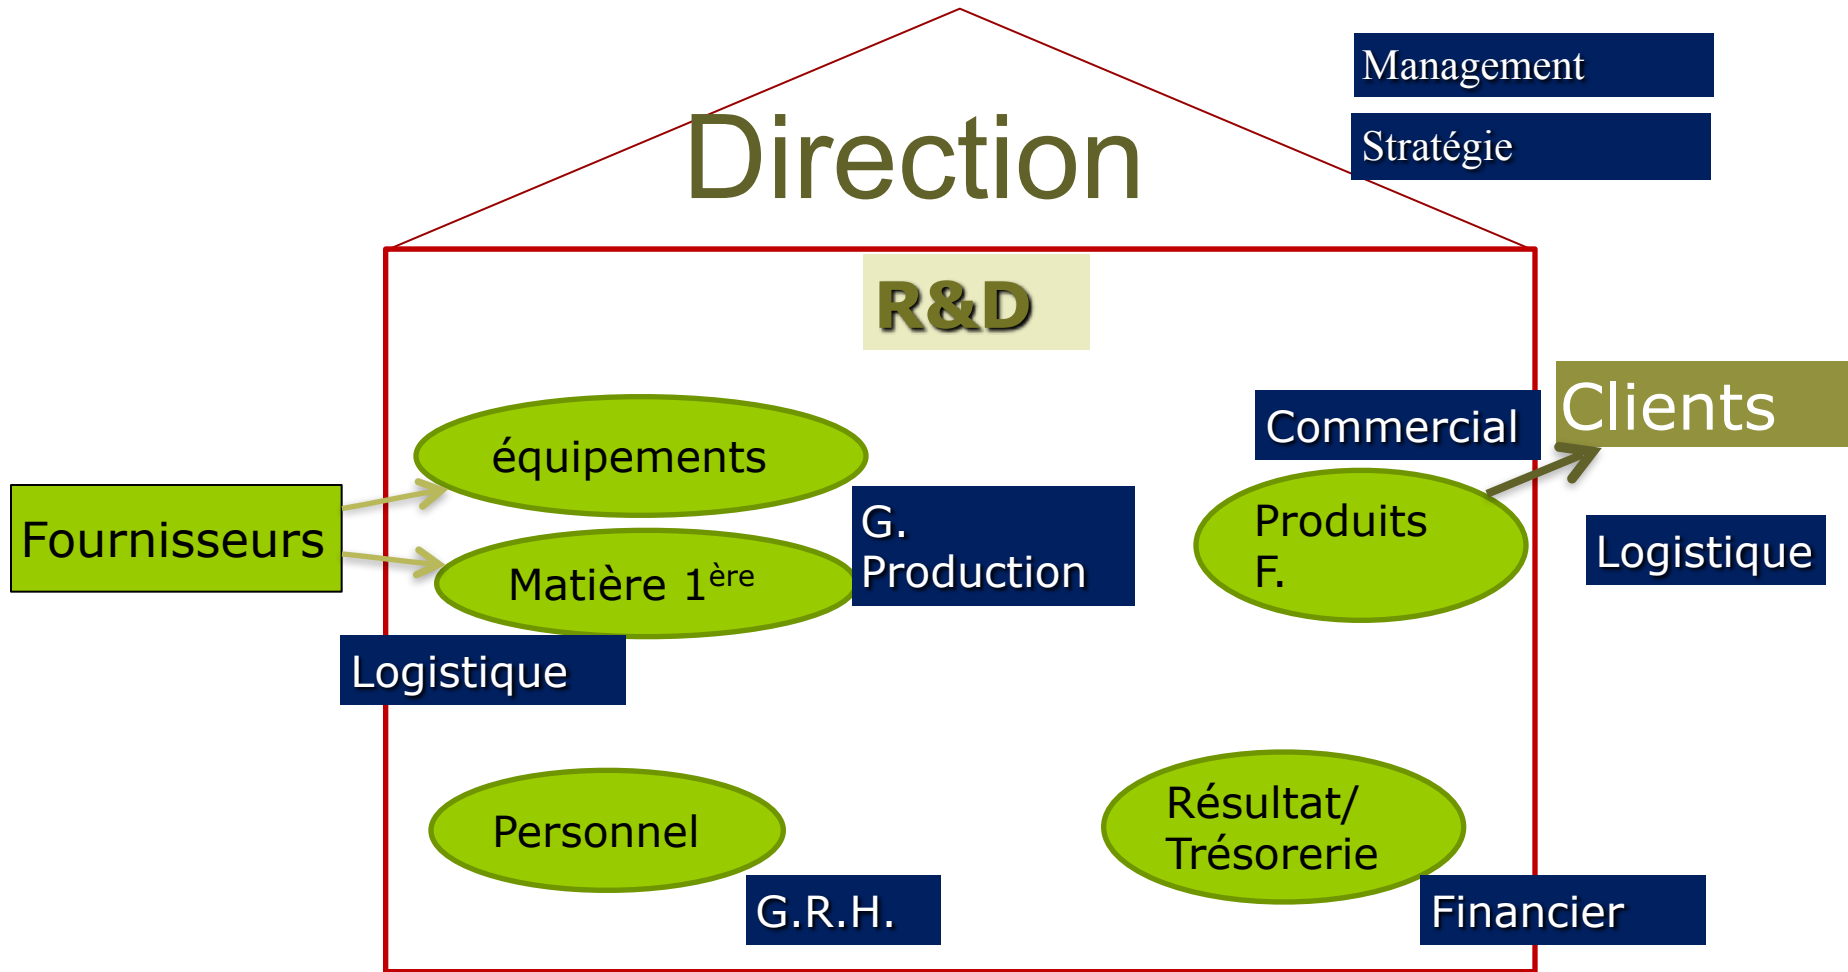 Management
Direction
Stratégie
R&D
Clients
Commercial
équipements
Fournisseurs
G.
Production
Produits
F.
Logistique
Matière 1ère
Logistique
Personnel
Résultat/
Trésorerie
G.R.H.
Financier